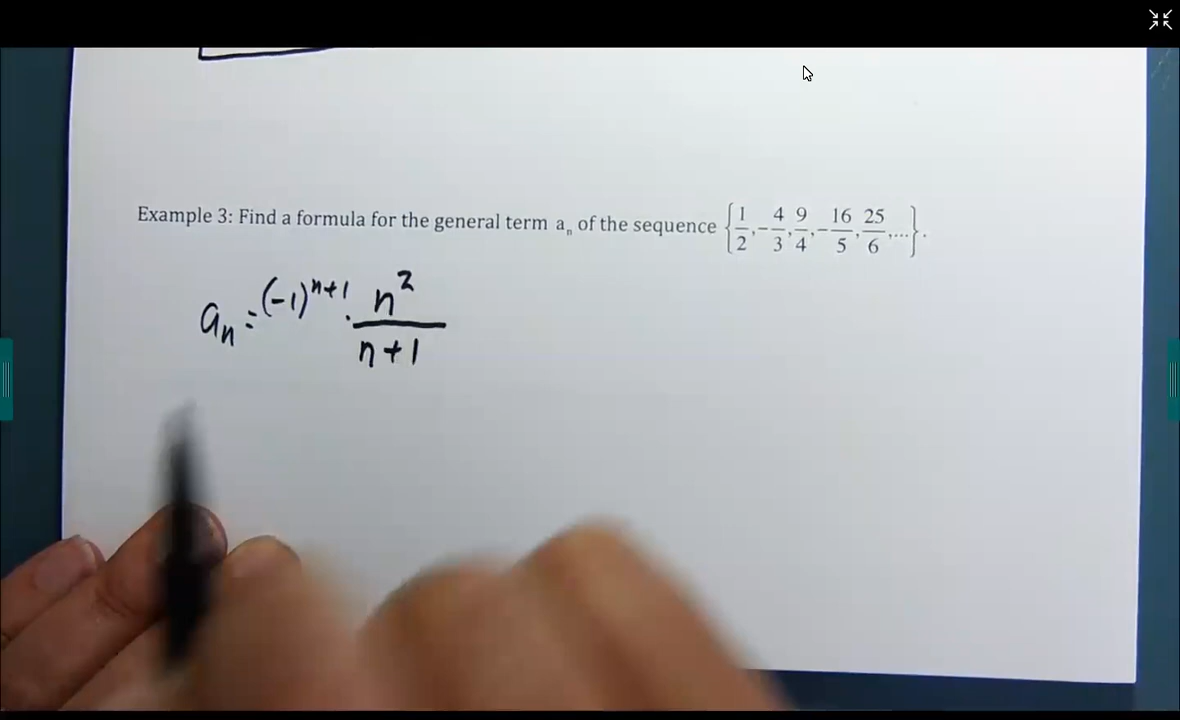 Example 3: Find a formula for the general term aₙ of the sequence {1/2, -4/3, 9/4, -16/5, 25/6, ...}.
aₙ = (-1)ⁿ⁺¹ · n²/(n+1)